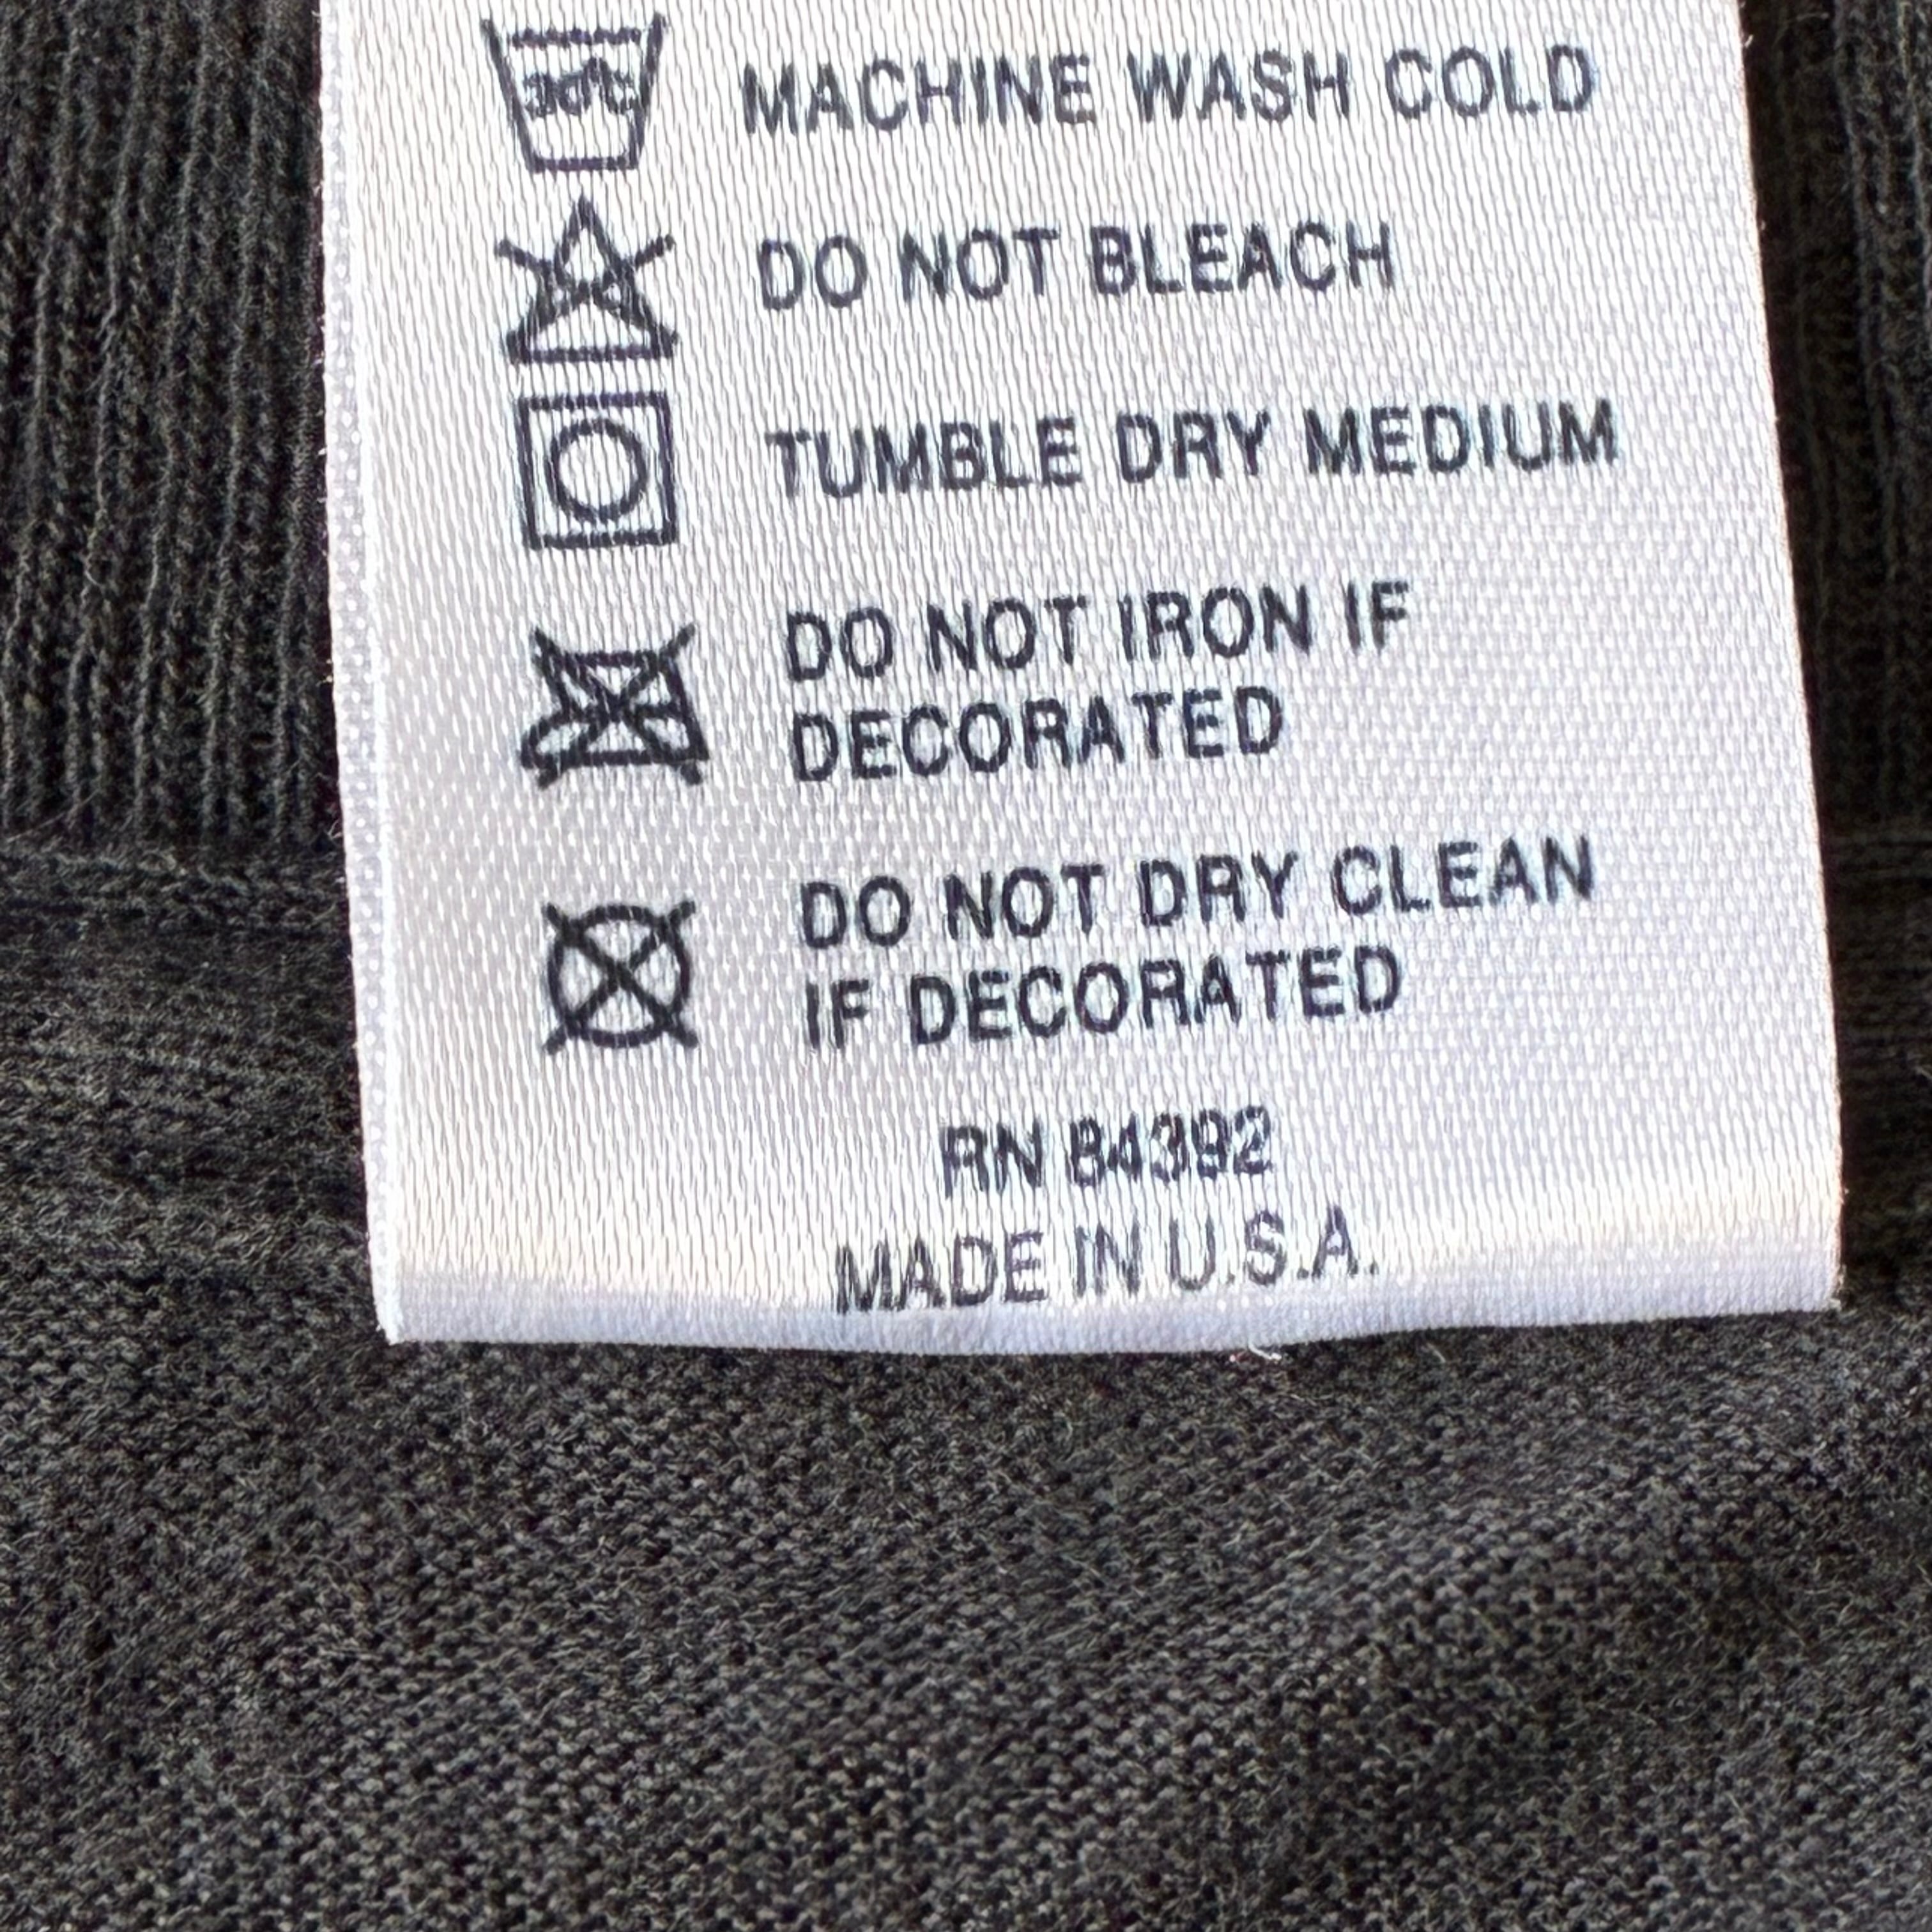 30°C MACHINE WASH COLD
DO NOT BLEACH
TUMBLE DRY MEDIUM
DO NOT IRON IF
DECORATED
DO NOT DRY CLEAN
IF DECORATED
RN 84392
MADE IN U.S.A.